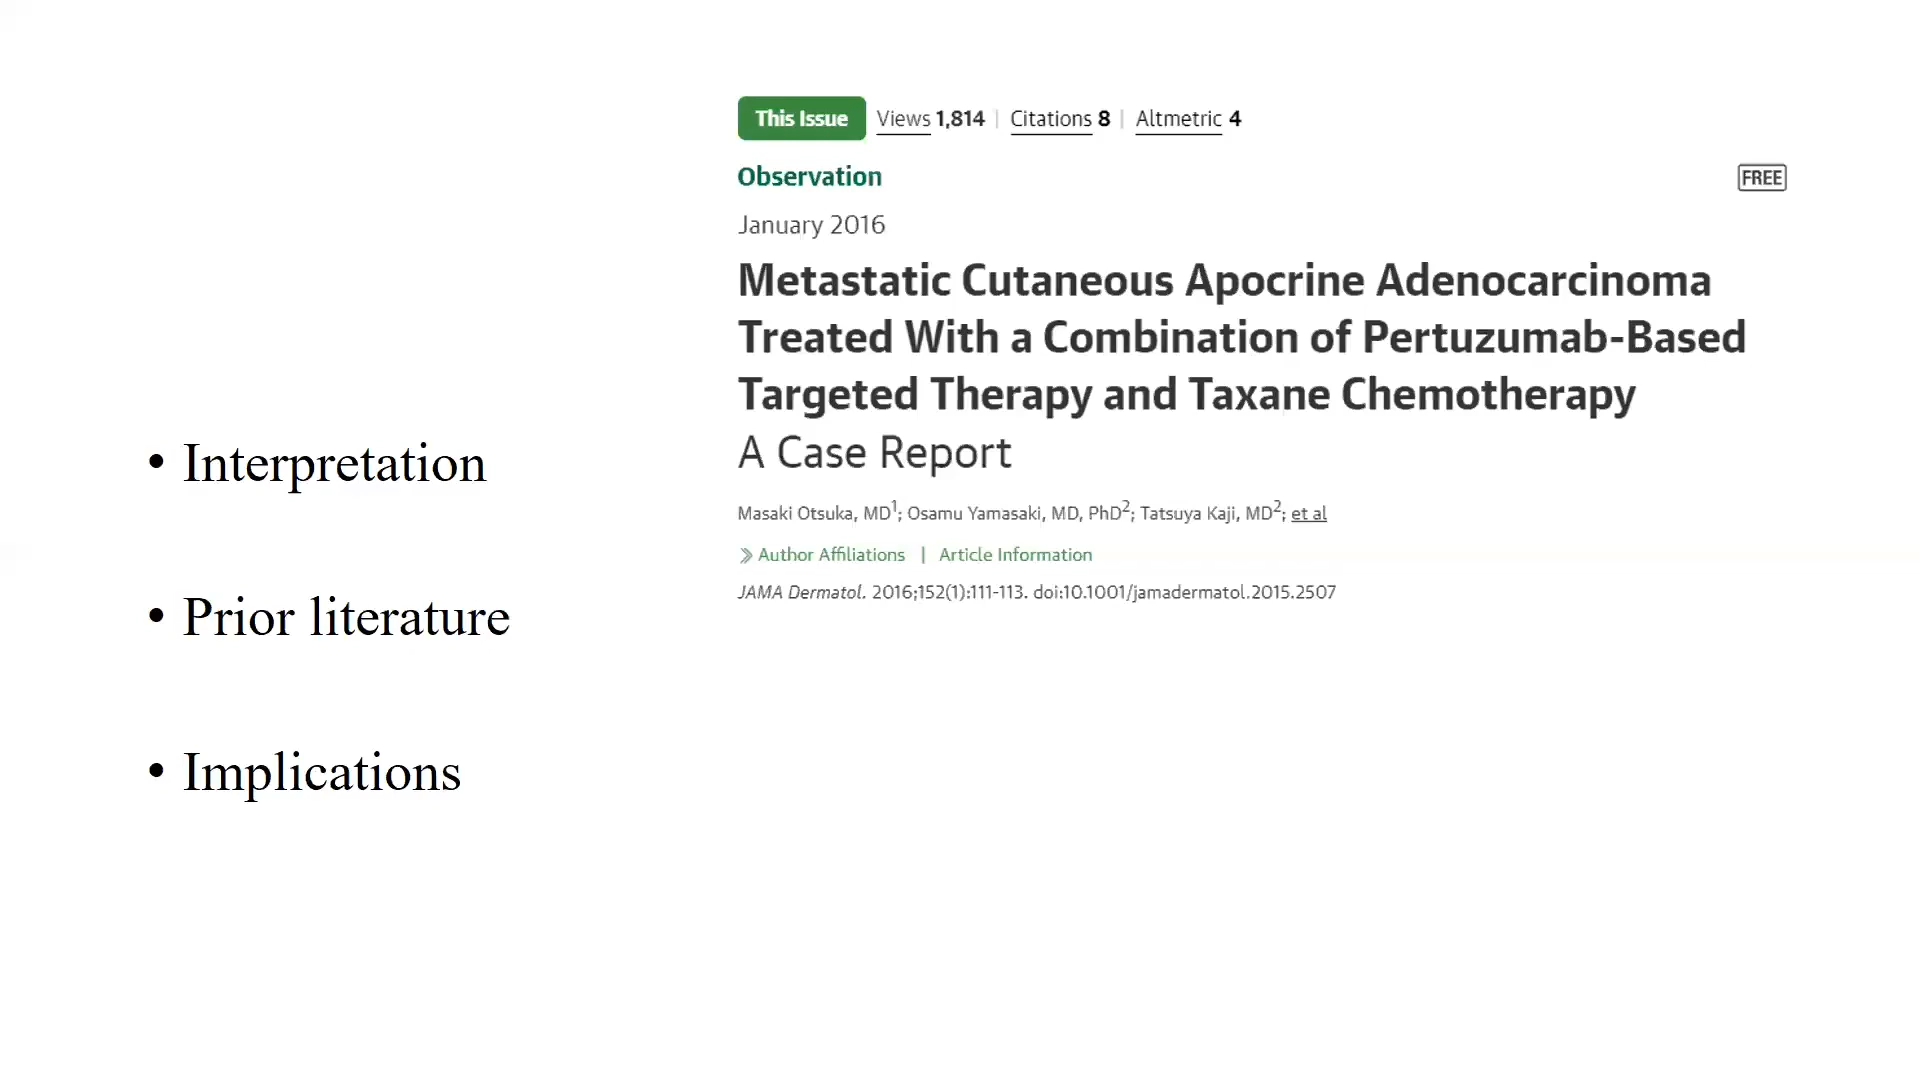 This Issue Views 1,814 | Citations 8 | Altmetric 4
Observation
FREE
January 2016
Metastatic Cutaneous Apocrine Adenocarcinoma
Treated With a Combination of Pertuzumab-Based
Targeted Therapy and Taxane Chemotherapy
A Case Report
Masaki Otsuka, MD1; Osamu Yamasaki, MD, PhD2; Tatsuya Kaji, MD2; et al
Author Affiliations | Article Information
JAMA Dermatol. 2016;152(1):111-113. doi:10.1001/jamadermatol.2015.2507
• Interpretation
• Prior literature
• Implications